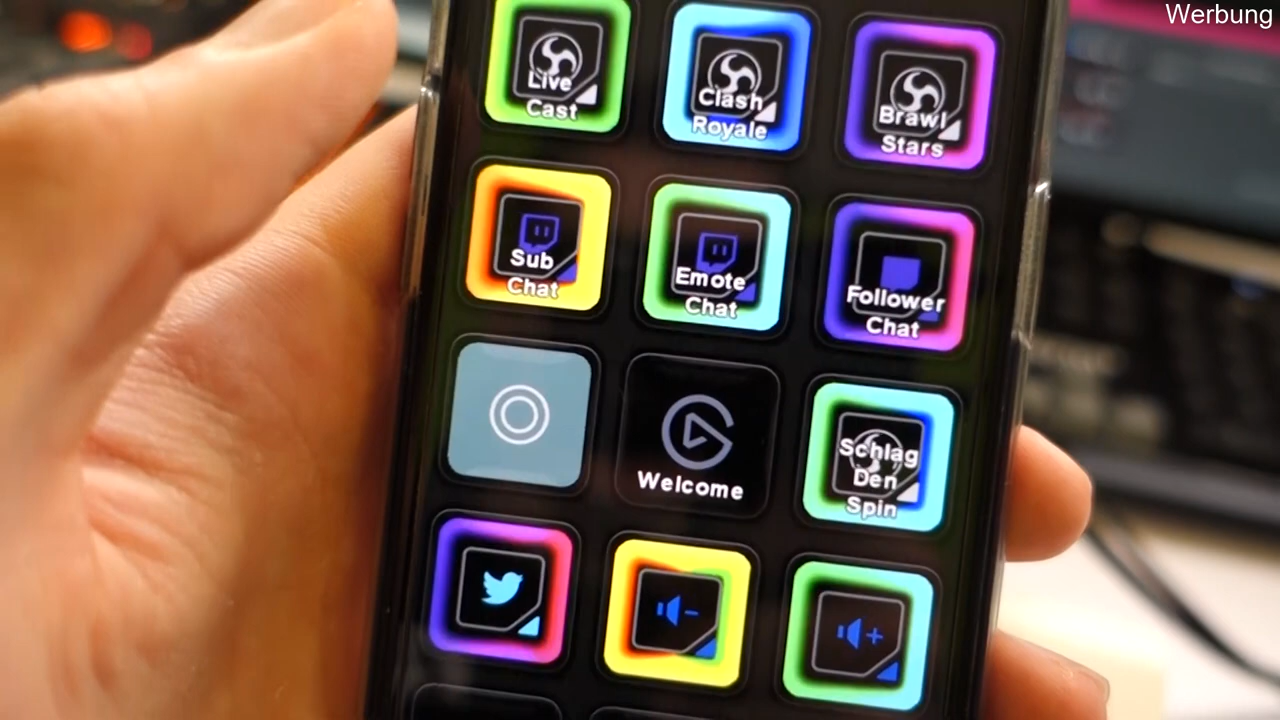 Werbung
Live
Cast
Clash
Royale
Brawl
Stars
Sub
Chat
Emote
Chat
Follower
Chat
Welcome
Schlag
Den
Spin